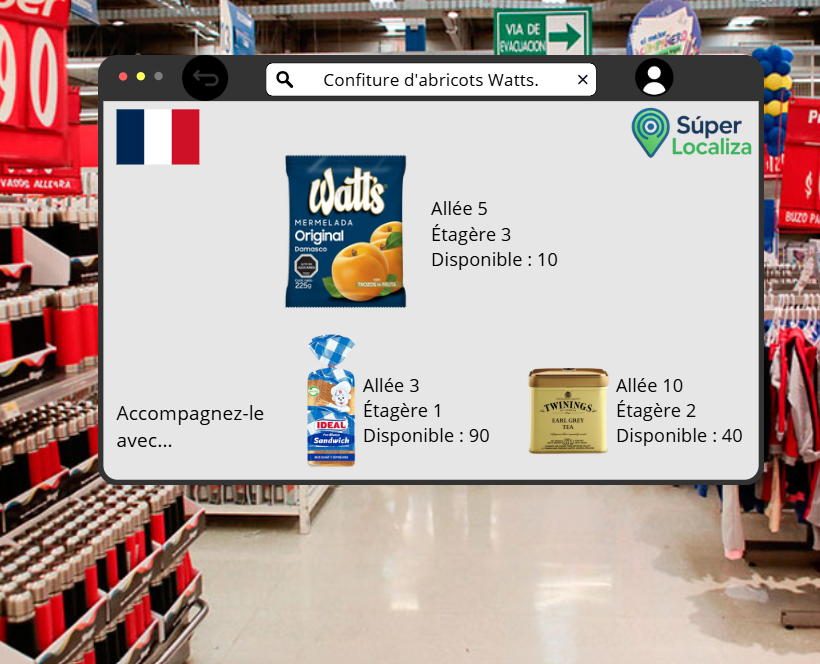 VIA DE
EVACUACION
90
Confiture d'abricots Watts.
Súper
Localiza
Watt's
MERMELADA
Original
Damasco
225g
TROZOS DE FRUTA
Allée 5
Étagère 3
Disponible : 10
Accompagnez-le
avec...
IDEAL
Sandwich
Allée 3
Étagère 1
Disponible : 90
TWININGS
EARL GREY
TEA
Allée 10
Étagère 2
Disponible : 40